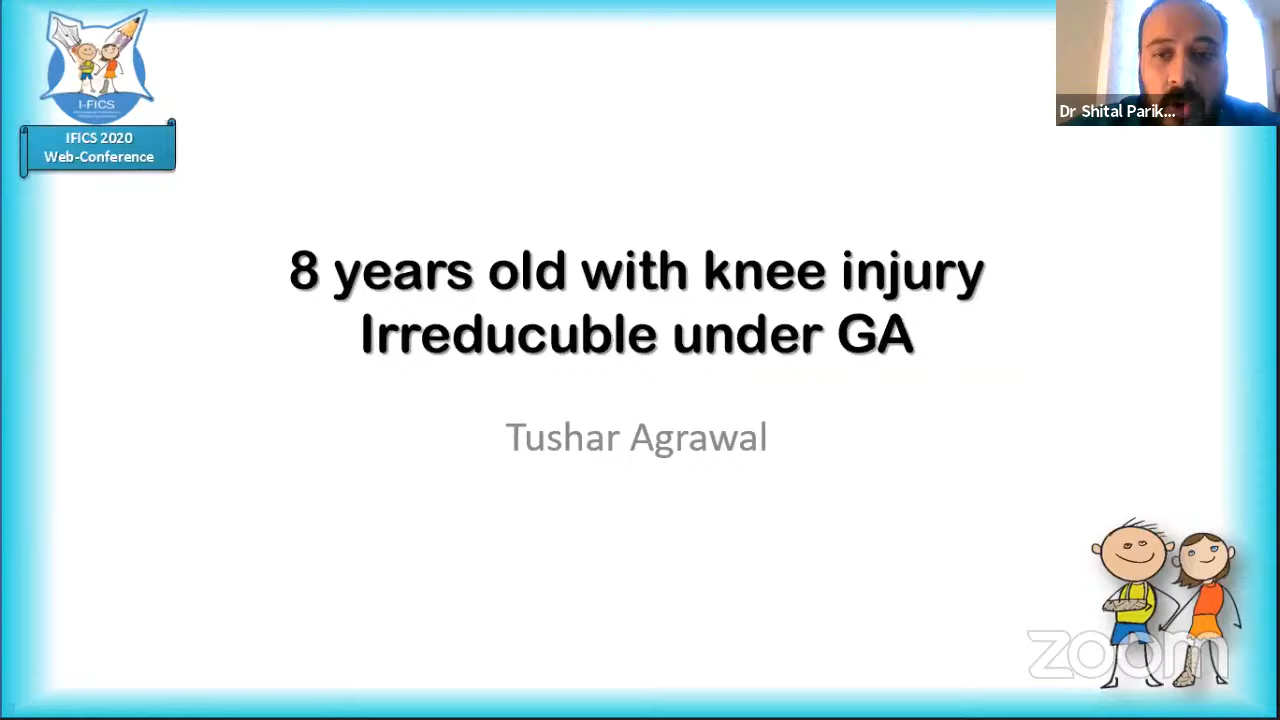 I-FICS
IFICS 2020
Web-Conference
Dr Shital Parik...
8 years old with knee injury
Irreducuble under GA
Tushar Agrawal
zoom